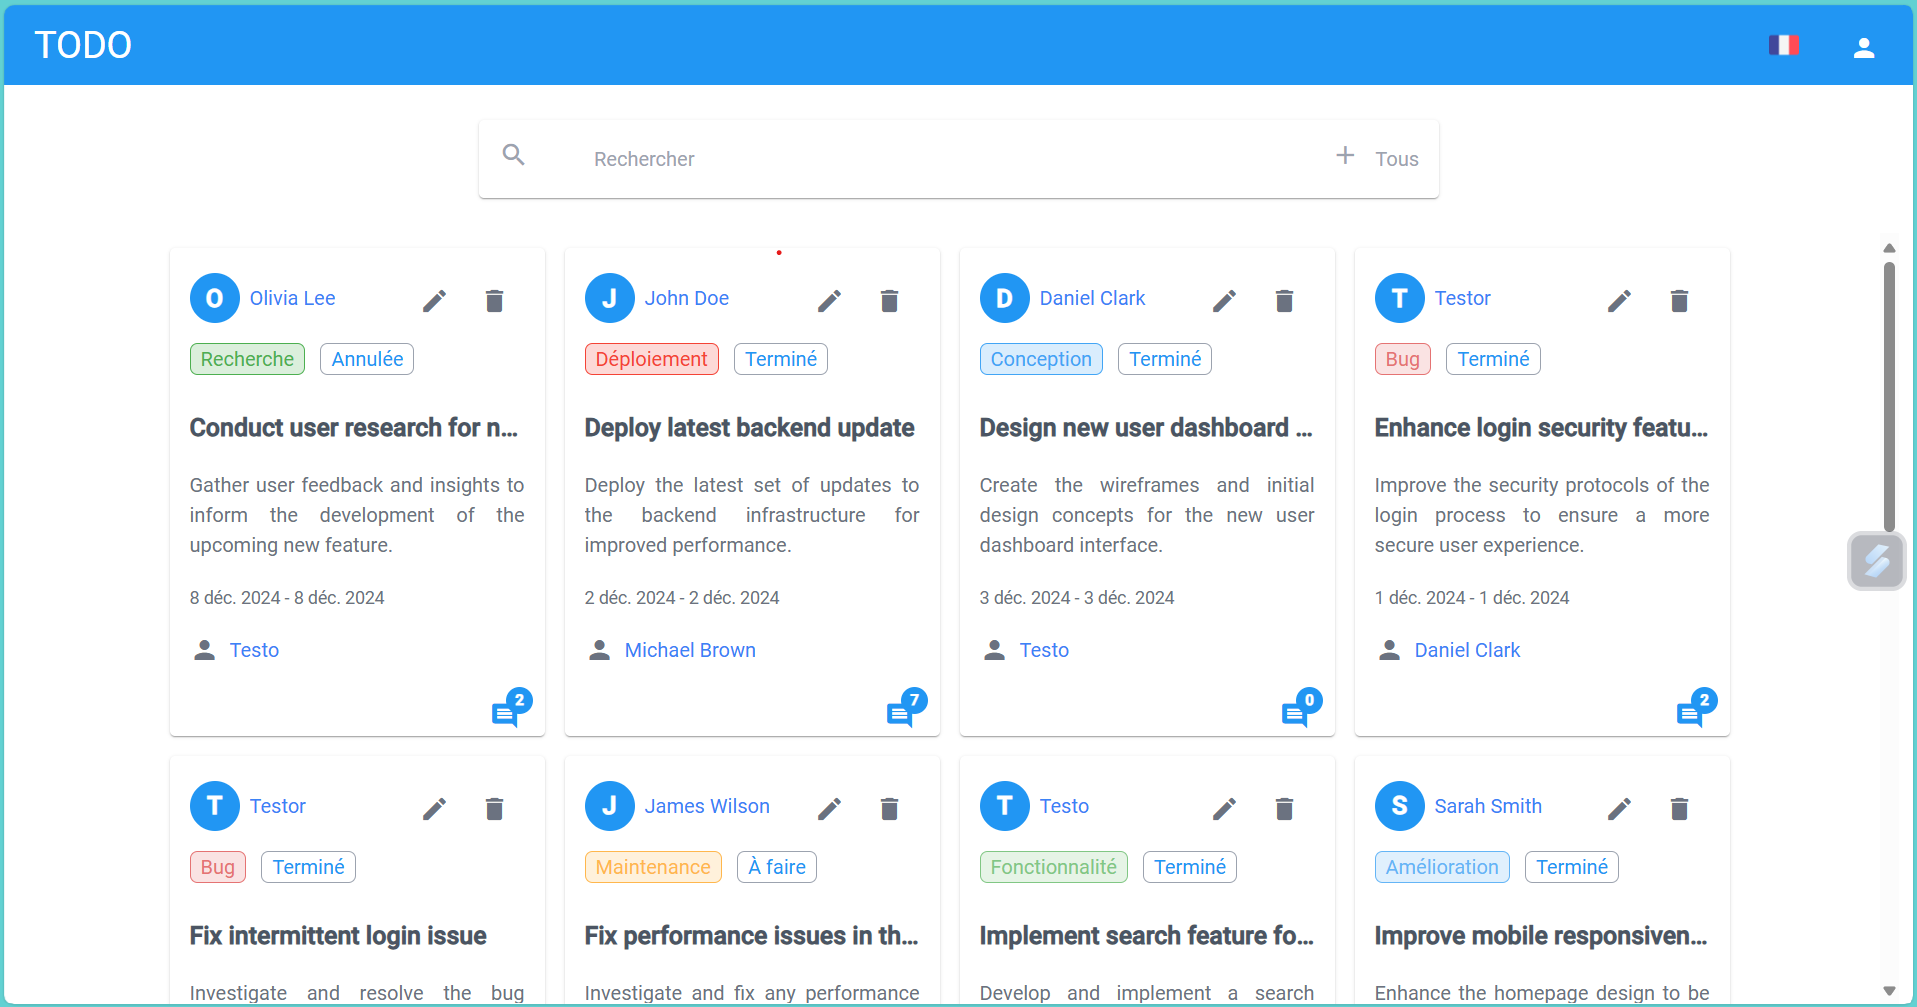 TODO
Rechercher
Tous
O Olivia Lee
Recherche Annulée
Conduct user research for n...
Gather user feedback and insights to
inform the development of the
upcoming new feature.
8 déc. 2024 - 8 déc. 2024
Testo
2
J John Doe
Déploiement Terminé
Deploy latest backend update
Deploy the latest set of updates to
the backend infrastructure for
improved performance.
2 déc. 2024 - 2 déc. 2024
Michael Brown
7
D Daniel Clark
Conception Terminé
Design new user dashboard ...
Create the wireframes and initial
design concepts for the new user
dashboard interface.
3 déc. 2024 - 3 déc. 2024
Testo
0
T Testor
Bug Terminé
Enhance login security featu...
Improve the security protocols of the
login process to ensure a more
secure user experience.
1 déc. 2024 - 1 déc. 2024
Daniel Clark
2
T Testor
Bug Terminé
Fix intermittent login issue
Investigate and resolve the bug
J James Wilson
Maintenance À faire
Fix performance issues in th...
Investigate and fix any performance
T Testo
Fonctionnalité Terminé
Implement search feature fo...
Develop and implement a search
S Sarah Smith
Amélioration Terminé
Improve mobile responsiven...
Enhance the homepage design to be